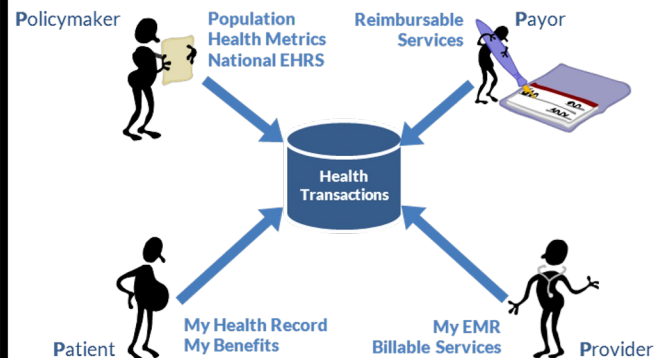 Policymaker
Population
Health Metrics
National EHRS
Reimbursable
Services
Payor
Health
Transactions
Patient
My Health Record
My Benefits
My EMR
Billable Services
Provider